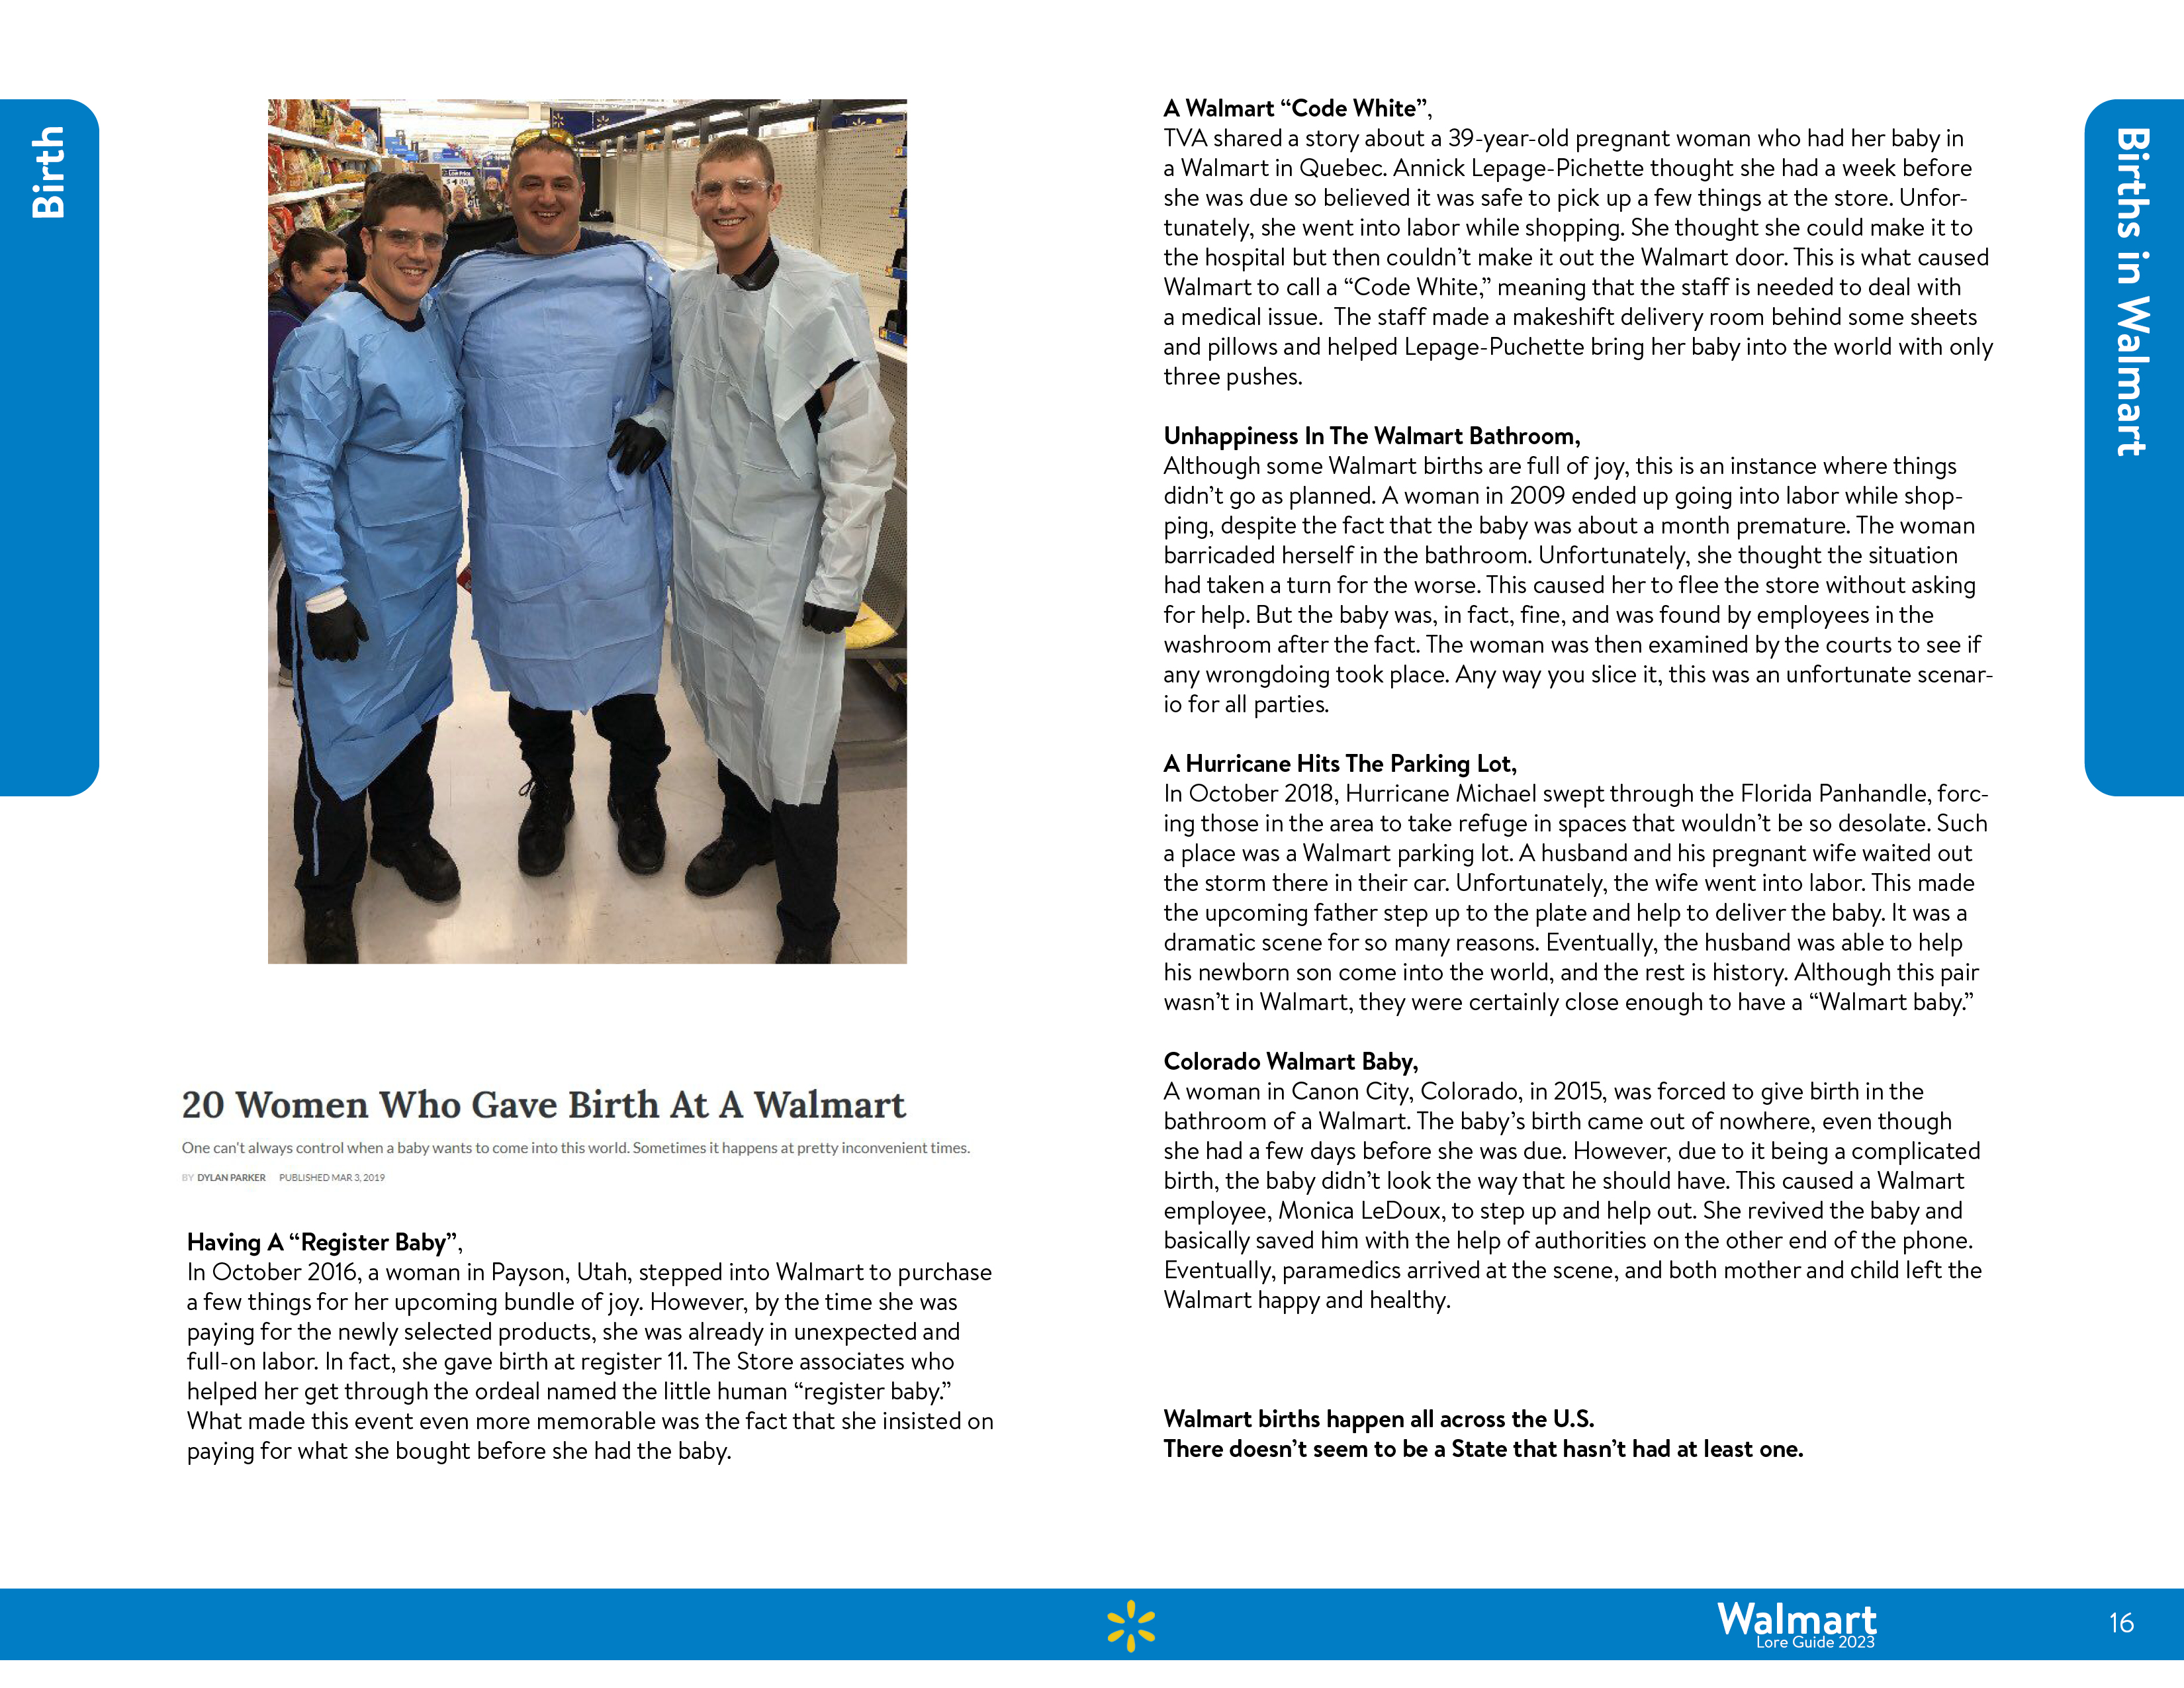 Birth
20 Women Who Gave Birth At A Walmart
One can't always control when a baby wants to come into this world. Sometimes it happens at pretty inconvenient times.
BY DYLAN PARKER PUBLISHED MAR 3, 2019
Having A “Register Baby”,
In October 2016, a woman in Payson, Utah, stepped into Walmart to purchase
a few things for her upcoming bundle of joy. However, by the time she was
paying for the newly selected products, she was already in unexpected and
full-on labor. In fact, she gave birth at register 11. The Store associates who
helped her get through the ordeal named the little human “register baby.”
What made this event even more memorable was the fact that she insisted on
paying for what she bought before she had the baby.
A Walmart “Code White”,
TVA shared a story about a 39-year-old pregnant woman who had her baby in
a Walmart in Quebec. Annick Lepage-Pichette thought she had a week before
she was due so believed it was safe to pick up a few things at the store. Unfor-
tunately, she went into labor while shopping. She thought she could make it to
the hospital but then couldn’t make it out the Walmart door. This is what caused
Walmart to call a “Code White,” meaning that the staff is needed to deal with
a medical issue.  The staff made a makeshift delivery room behind some sheets
and pillows and helped Lepage-Puchette bring her baby into the world with only
three pushes.
Unhappiness In The Walmart Bathroom,
Although some Walmart births are full of joy, this is an instance where things
didn’t go as planned. A woman in 2009 ended up going into labor while shop-
ping, despite the fact that the baby was about a month premature. The woman
barricaded herself in the bathroom. Unfortunately, she thought the situation
had taken a turn for the worse. This caused her to flee the store without asking
for help. But the baby was, in fact, fine, and was found by employees in the
washroom after the fact. The woman was then examined by the courts to see if
any wrongdoing took place. Any way you slice it, this was an unfortunate scenar-
io for all parties.
A Hurricane Hits The Parking Lot,
In October 2018, Hurricane Michael swept through the Florida Panhandle, forc-
ing those in the area to take refuge in spaces that wouldn’t be so desolate. Such
a place was a Walmart parking lot. A husband and his pregnant wife waited out
the storm there in their car. Unfortunately, the wife went into labor. This made
the upcoming father step up to the plate and help to deliver the baby. It was a
dramatic scene for so many reasons. Eventually, the husband was able to help
his newborn son come into the world, and the rest is history. Although this pair
wasn’t in Walmart, they were certainly close enough to have a “Walmart baby.”
Colorado Walmart Baby,
A woman in Canon City, Colorado, in 2015, was forced to give birth in the
bathroom of a Walmart. The baby’s birth came out of nowhere, even though
she had a few days before she was due. However, due to it being a complicated
birth, the baby didn’t look the way that he should have. This caused a Walmart
employee, Monica LeDoux, to step up and help out. She revived the baby and
basically saved him with the help of authorities on the other end of the phone.
Eventually, paramedics arrived at the scene, and both mother and child left the
Walmart happy and healthy.
Walmart births happen all across the U.S.
There doesn’t seem to be a State that hasn’t had at least one.
Births in Walmart
Walmart
Lore Guide 2023
16